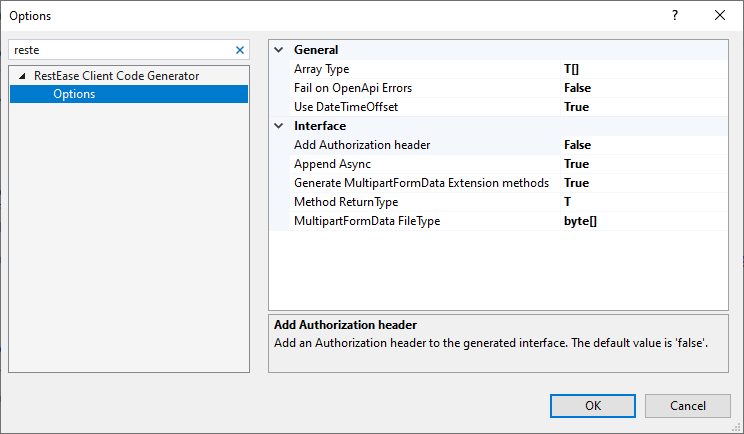 Options
reste
RestEase Client Code Generator
Options
General
Array Type T[]
Fail on OpenApi Errors False
Use DateTimeOffset True
Interface
Add Authorization header False
Append Async True
Generate MultipartFormData Extension methods True
Method ReturnType T
MultipartFormData FileType byte[]
Add Authorization header
Add an Authorization header to the generated interface. The default value is 'false'.
OK Cancel